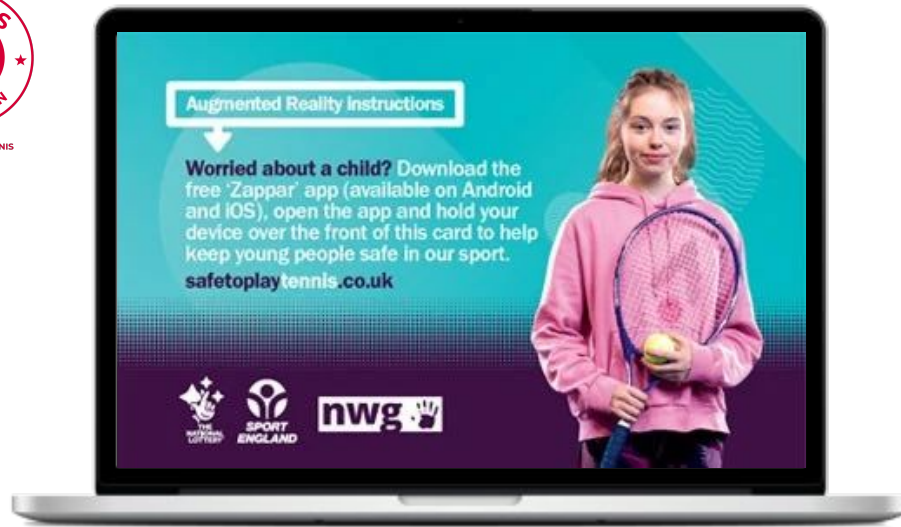 NIS
Augmented Reality Instructions
Worried about a child? Download the
free ‘Zappar’ app (available on Android
and iOS), open the app and hold your
device over the front of this card to help
keep young people safe in our sport.
safetoplaytennis.co.uk
THE
NATIONAL
LOTTERY
SPORT
ENGLAND
nwg